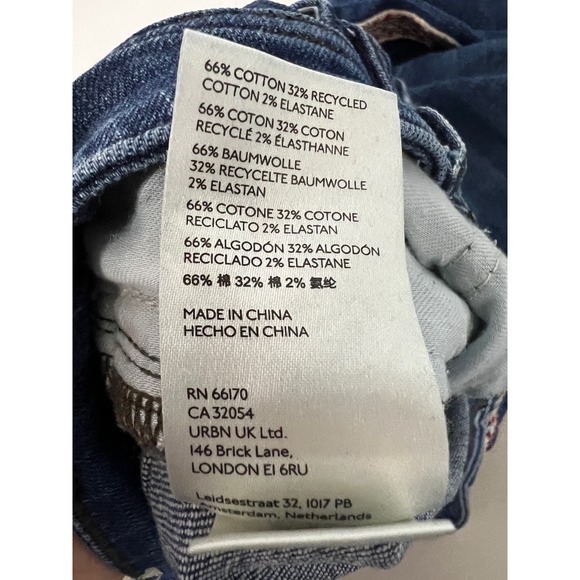 66% COTTON 32% RECYCLED
COTTON 2% ELASTANE
66% COTON 32% COTON
RECYCLÉ 2% ÉLASTHANNE
66% BAUMWOLLE
32% RECYCELTE BAUMWOLLE
2% ELASTAN
66% COTONE 32% COTONE
RECICLATO 2% ELASTAN
66% ALGODÓN 32% ALGODÓN
RECICLADO 2% ELASTANE
66% 棉 32% 棉 2% 氨纶
MADE IN CHINA
HECHO EN CHINA
RN 66170
CA 32054
URBN UK Ltd.
146 Brick Lane,
LONDON E1 6RU
Leidsestraat 32, 1017 PB
Amsterdam, Netherlands